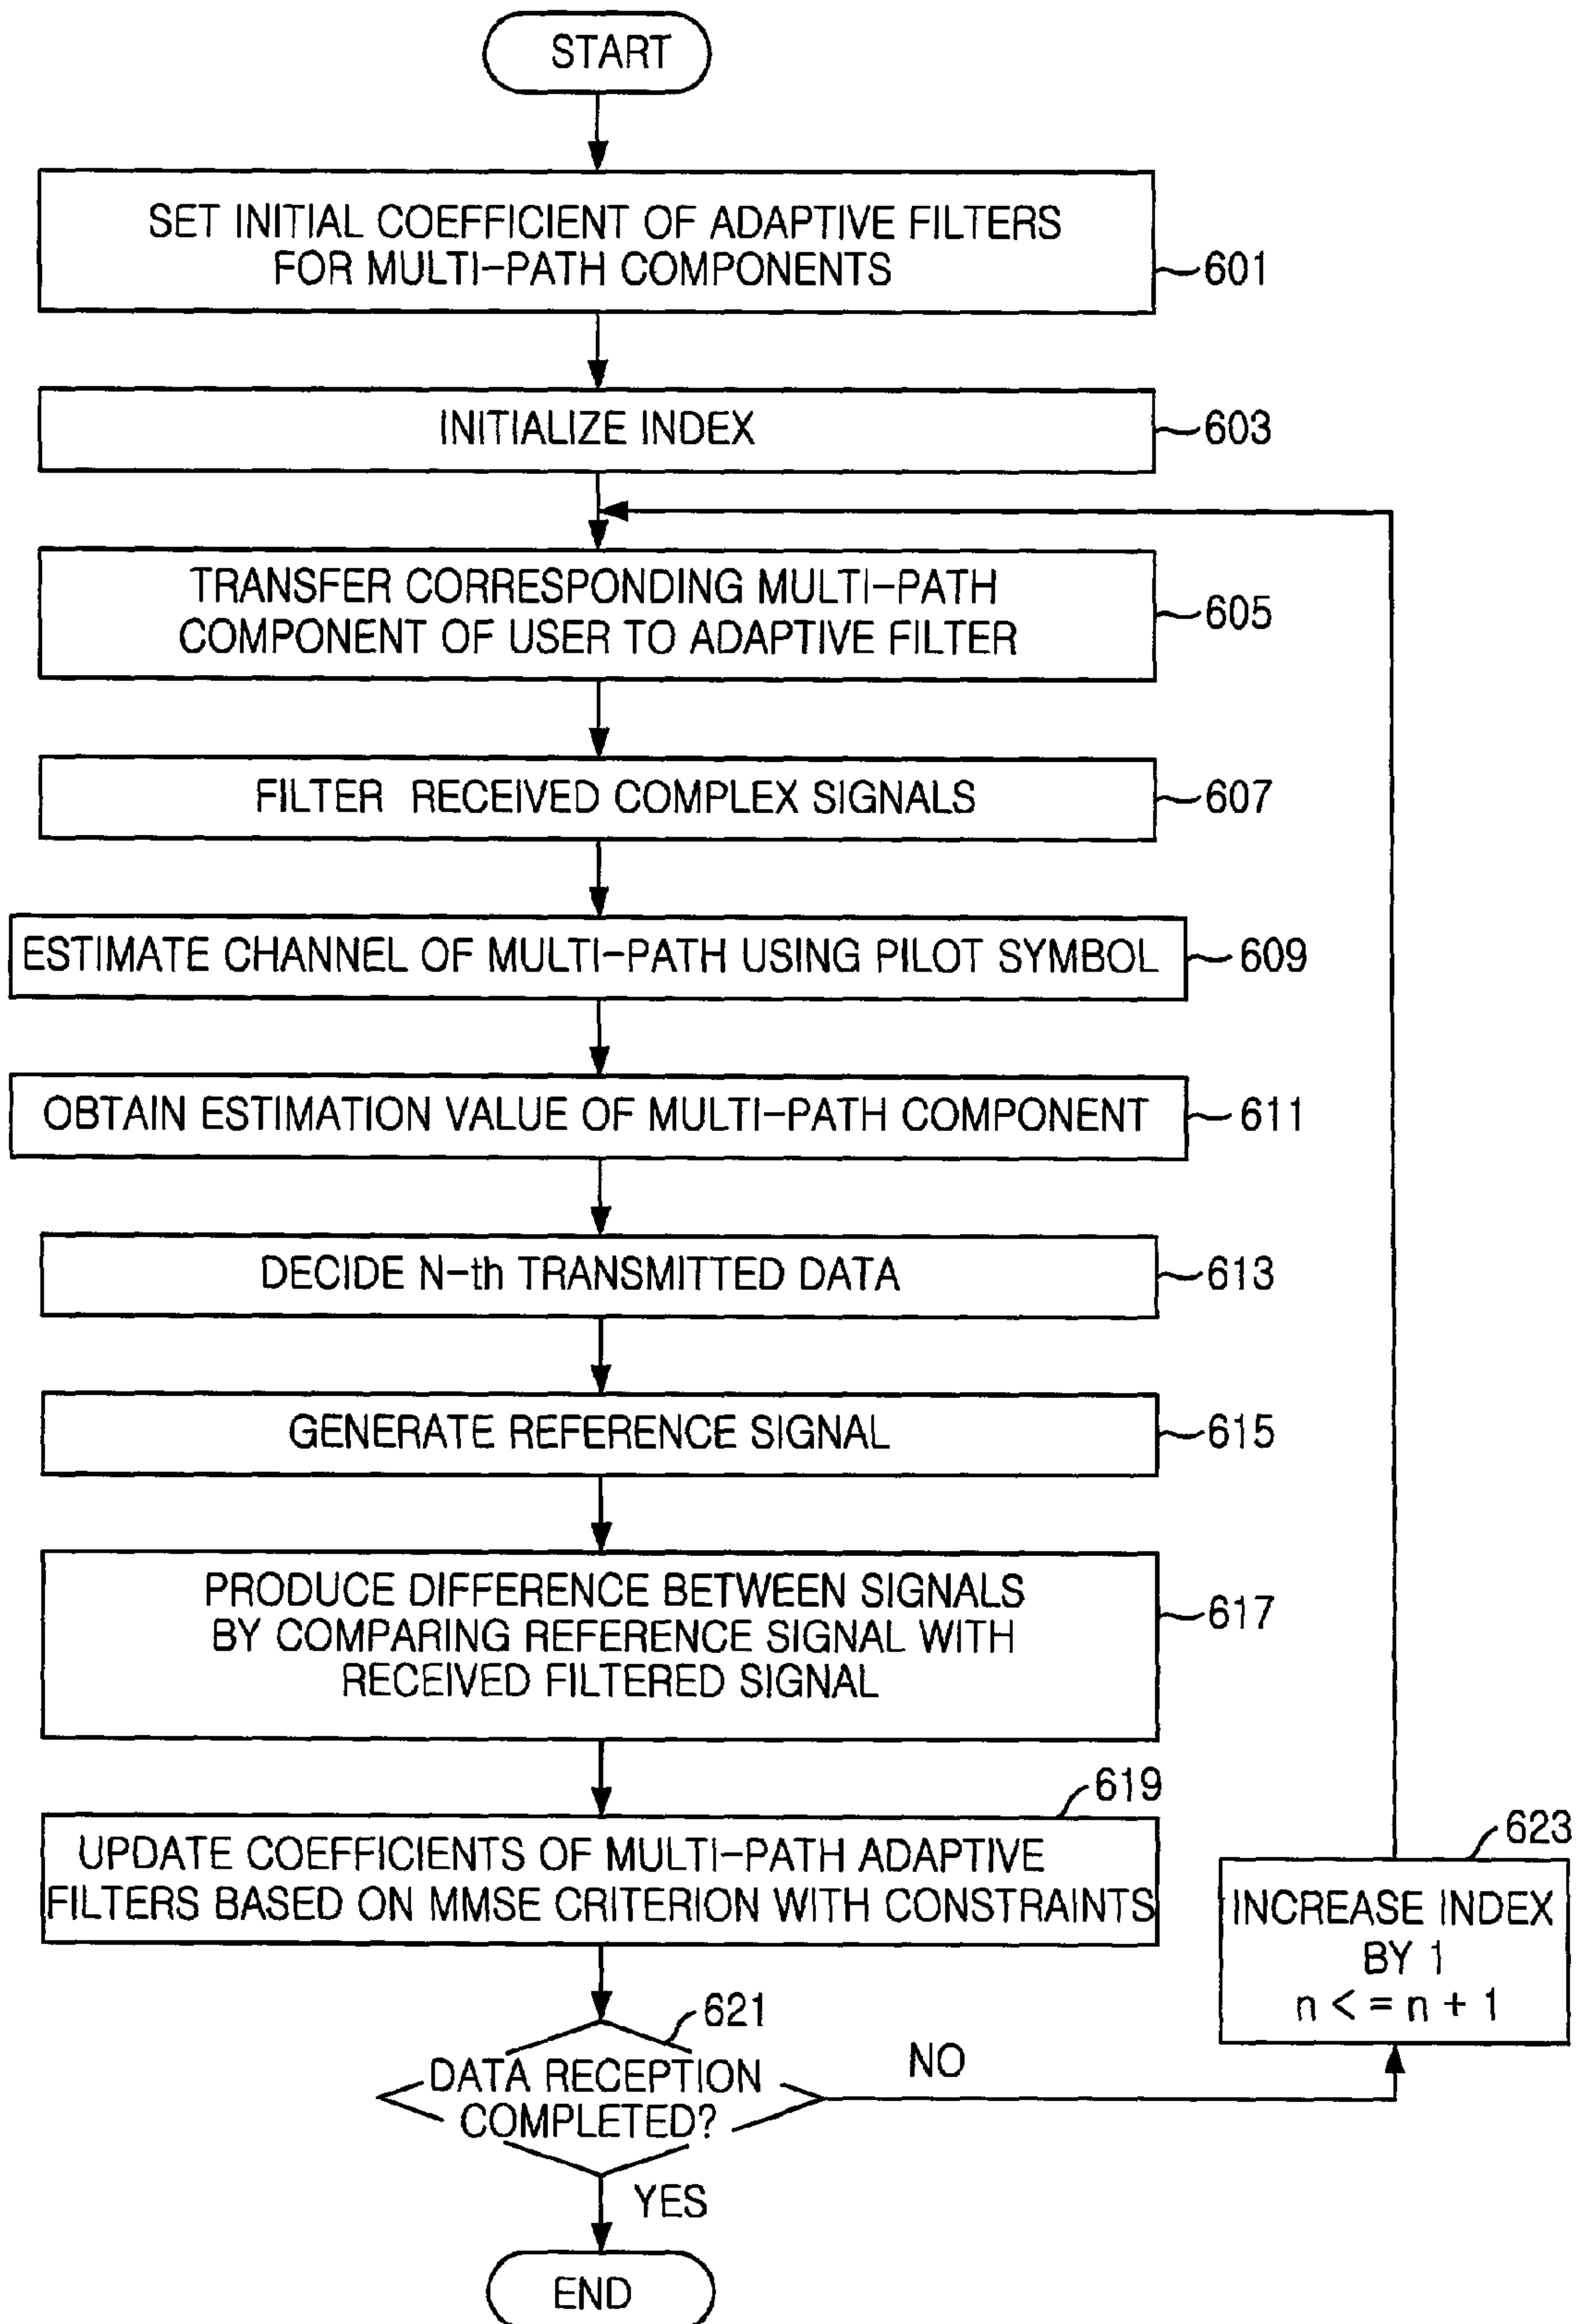 START
SET INITIAL COEFFICIENT OF ADAPTIVE FILTERS
FOR MULTI-PATH COMPONENTS
601
INITIALIZE INDEX
603
TRANSFER CORRESPONDING MULTI-PATH
COMPONENT OF USER TO ADAPTIVE FILTER
605
FILTER RECEIVED COMPLEX SIGNALS
607
ESTIMATE CHANNEL OF MULTI-PATH USING PILOT SYMBOL
609
OBTAIN ESTIMATION VALUE OF MULTI-PATH COMPONENT
611
DECIDE N-th TRANSMITTED DATA
613
GENERATE REFERENCE SIGNAL
615
PRODUCE DIFFERENCE BETWEEN SIGNALS
BY COMPARING REFERENCE SIGNAL WITH
RECEIVED FILTERED SIGNAL
617
619
UPDATE COEFFICIENTS OF MULTI-PATH ADAPTIVE
FILTERS BASED ON MMSE CRITERION WITH CONSTRAINTS
623
INCREASE INDEX
BY 1
n < = n + 1
621
DATA RECEPTION
COMPLETED?
NO
YES
END